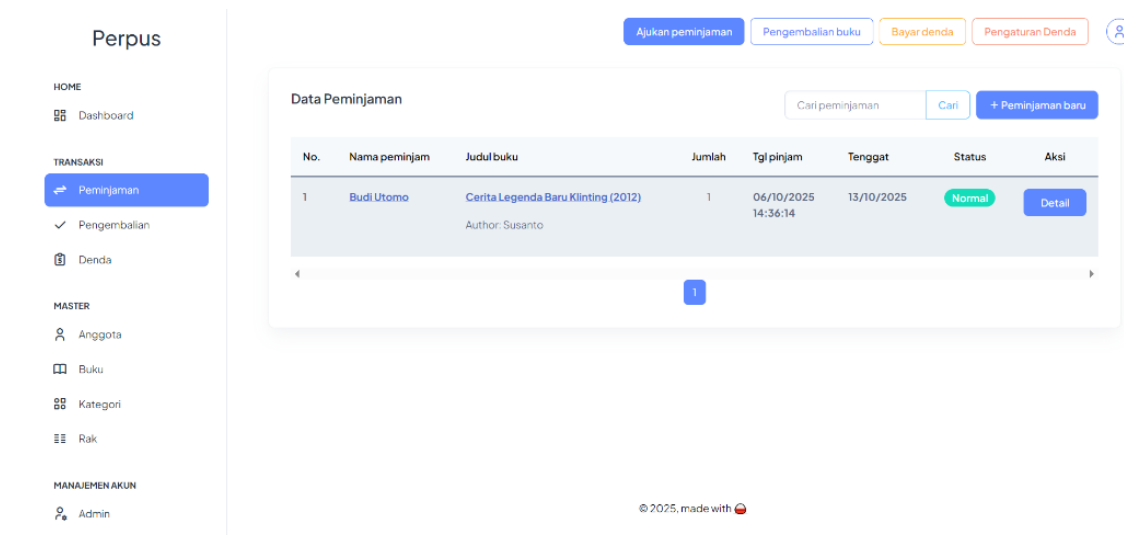 Perpus
Ajukan peminjaman Pengembalian buku Bayar denda Pengaturan Denda
HOME
Dashboard
TRANSAKSI
Peminjaman
Pengembalian
Denda
MASTER
Anggota
Buku
Kategori
Rak
MANAJEMEN AKUN
Admin
Data Peminjaman
Cari peminjaman Cari + Peminjaman baru
No. Nama peminjam Judul buku Jumlah Tgl pinjam Tenggat Status Aksi
1 Budi Utomo Cerita Legenda Baru Klinting (2012) 1 06/10/2025 13/10/2025 Normal Detail
14:36:14
Author: Susanto
1
© 2025, made with